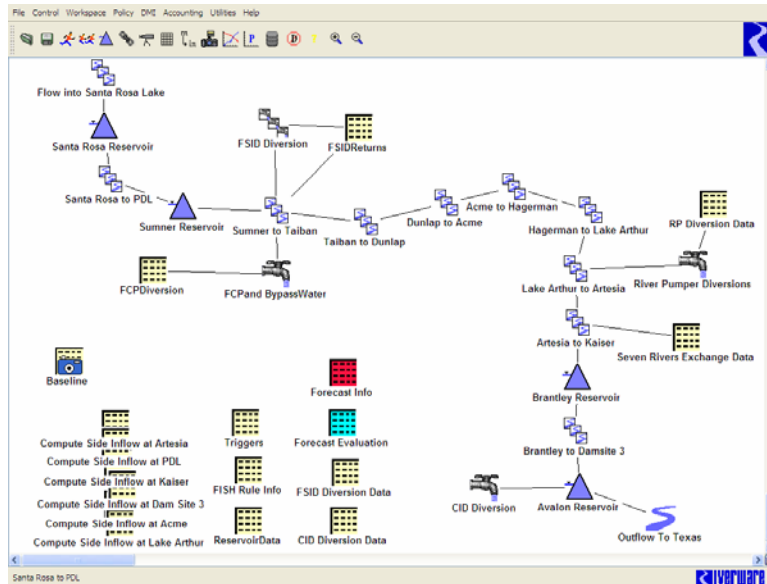 File Control Workspace Policy DMI Accounting Utilities Help
Flow into Santa Rosa Lake
Santa Rosa Reservoir
FSID Diversion
FSIDReturns
Santa Rosa to PDL
Sumner Reservoir
Sumner to Taiban
Taiban to Dunlap
Dunlap to Acme
Acme to Hagerman
Hagerman to Lake Arthur
RP Diversion Data
FCPDiversion
FCPand BypassWater
Lake Arthur to Artesia
River Pumper Diversions
Artesia to Kaiser
Seven Rivers Exchange Data
Baseline
Forecast Info
Brantley Reservoir
Compute Side Inflow at Artesia
Triggers
Forecast Evaluation
Brantley to Damsite 3
Compute Side Inflow at PDL
Compute Side Inflow at Kaiser
FISH Rule Info
FSID Diversion Data
Compute Side Inflow at Dam Site 3
CID Diversion
Avalon Reservoir
Compute Side Inflow at Acme
Outflow To Texas
Compute Side Inflow at Lake Arthur
ReservoirData
CID Diversion Data
Santa Rosa to PDL
Riverware